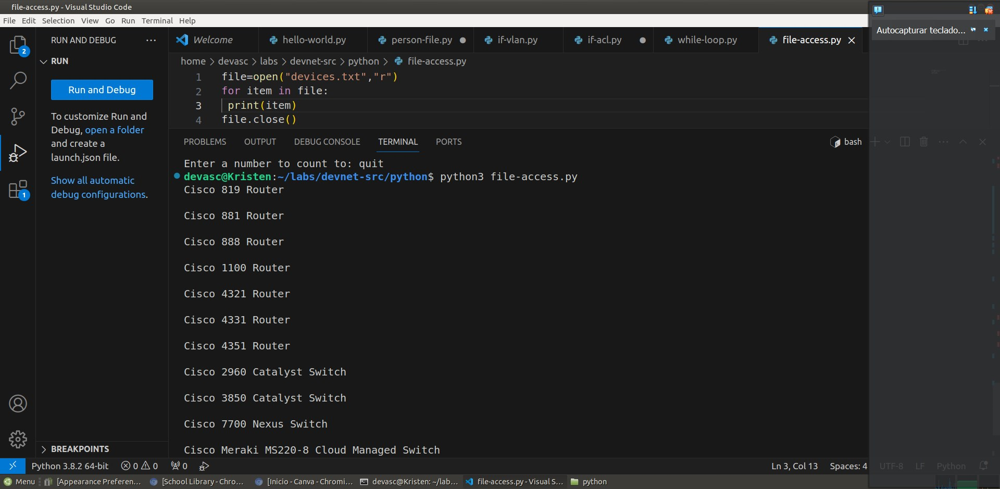 file-access.py - Visual Studio Code
File Edit Selection View Go Run Terminal Help
Autocapturar teclado...
RUN AND DEBUG ...
Welcome hello-world.py person-file.py if-vlan.py if-acl.py while-loop.py file-access.py
2
RUN
home > devasc > labs > devnet-src > python > file-access.py
Run and Debug
To customize Run and
Debug, open a folder
and create a
launch.json file.
Show all automatic
debug configurations.
1
1 file=open("devices.txt","r")
2 for item in file:
3 print(item)
4 file.close()
PROBLEMS OUTPUT DEBUG CONSOLE TERMINAL PORTS bash
Enter a number to count to: quit
devasc@Kristen:~/labs/devnet-src/python$ python3 file-access.py
Cisco 819 Router
Cisco 881 Router
Cisco 888 Router
Cisco 1100 Router
Cisco 4321 Router
Cisco 4331 Router
Cisco 4351 Router
Cisco 2960 Catalyst Switch
Cisco 3850 Catalyst Switch
Cisco 7700 Nexus Switch
Cisco Meraki MS220-8 Cloud Managed Switch
BREAKPOINTS
Python 3.8.2 64-bit 0 0 0 Ln 3, Col 13 Spaces: 4 UTF-8 LF Python
Menu [Appearance Preferen... [School Library - Chro... [Inicio - Canva - Chromi... devasc@Kristen: ~/lab... file-access.py - Visual S... python